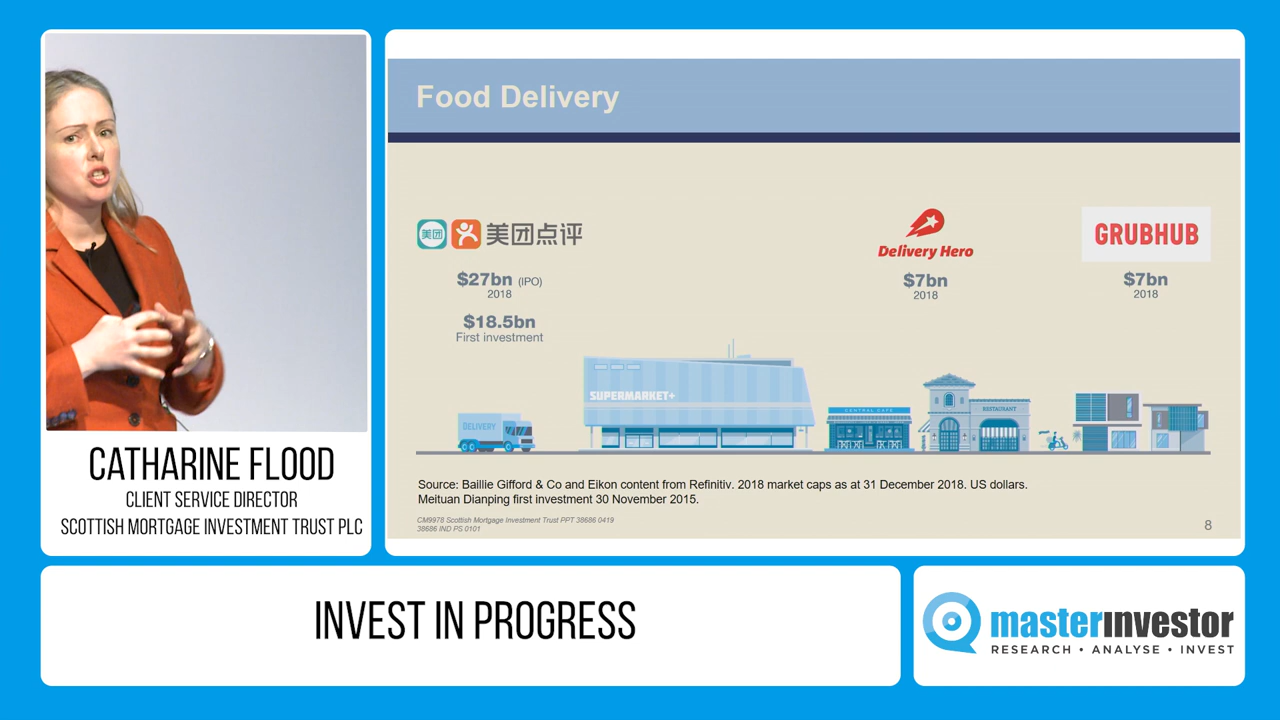 Food Delivery
美团
美团点评
$27bn (IPO)
2018
$18.5bn
First investment
Delivery Hero
$7bn
2018
GRUBHUB
$7bn
2018
DELIVERY
SUPERMARKET+
CENTRAL CAFE
RESTAURANT
Source: Baillie Gifford & Co and Eikon content from Refinitiv. 2018 market caps as at 31 December 2018. US dollars.
Meituan Dianping first investment 30 November 2015.
CM9978 Scottish Mortgage Investment Trust PPT 38686 0419
38686 IND PS 0101
8
CATHARINE FLOOD
CLIENT SERVICE DIRECTOR
SCOTTISH MORTGAGE INVESTMENT TRUST PLC
INVEST IN PROGRESS
masterınvestor
RESEARCH • ANALYSE • INVEST